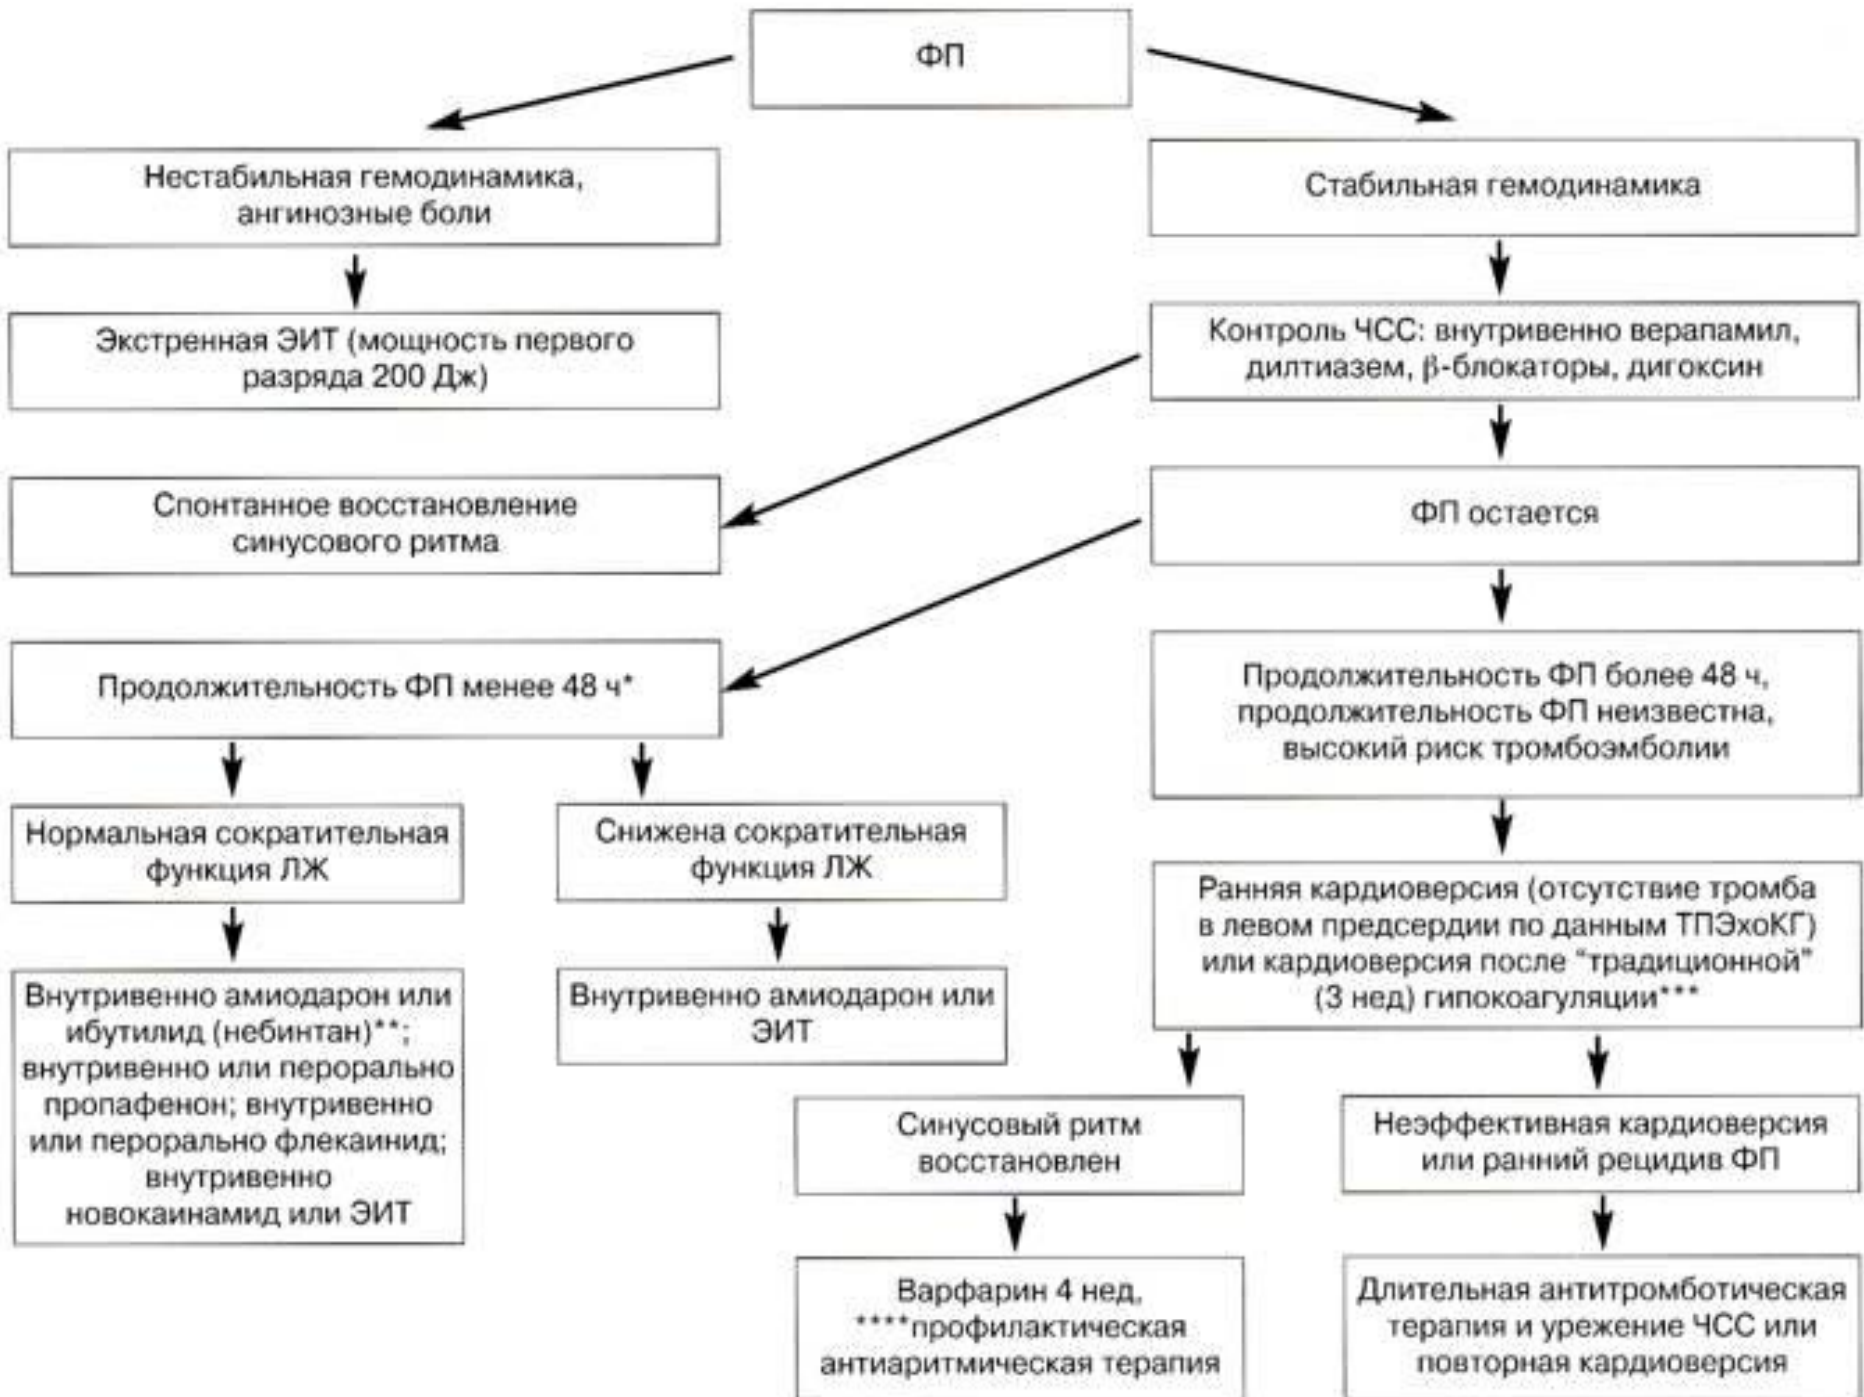 ФП
Нестабильная гемодинамика,
ангинозные боли
Стабильная гемодинамика
Экстренная ЭИТ (мощность первого
разряда 200 Дж)
Контроль ЧСС: внутривенно верапамил,
дилтиазем, β-блокаторы, дигоксин
Спонтанное восстановление
синусового ритма
ФП остается
Продолжительность ФП менее 48 ч*
Продолжительность ФП более 48 ч,
продолжительность ФП неизвестна,
высокий риск тромбоэмболии
Нормальная сократительная
функция ЛЖ
Снижена сократительная
функция ЛЖ
Ранняя кардиоверсия (отсутствие тромба
в левом предсердии по данным ТПЭхоКГ)
или кардиоверсия после “традиционной”
(3 нед) гипокоагуляции***
Внутривенно амиодарон или
ибутилид (небинтан)**;
внутривенно или перорально
пропафенон; внутривенно
или перорально флекаинид;
внутривенно
новокаинамид или ЭИТ
Внутривенно амиодарон или
ЭИТ
Синусовый ритм
восстановлен
Неэффективная кардиоверсия
или ранний рецидив ФП
Варфарин 4 нед,
****профилактическая
антиаритмическая терапия
Длительная антитромботическая
терапия и урежение ЧСС или
повторная кардиоверсия